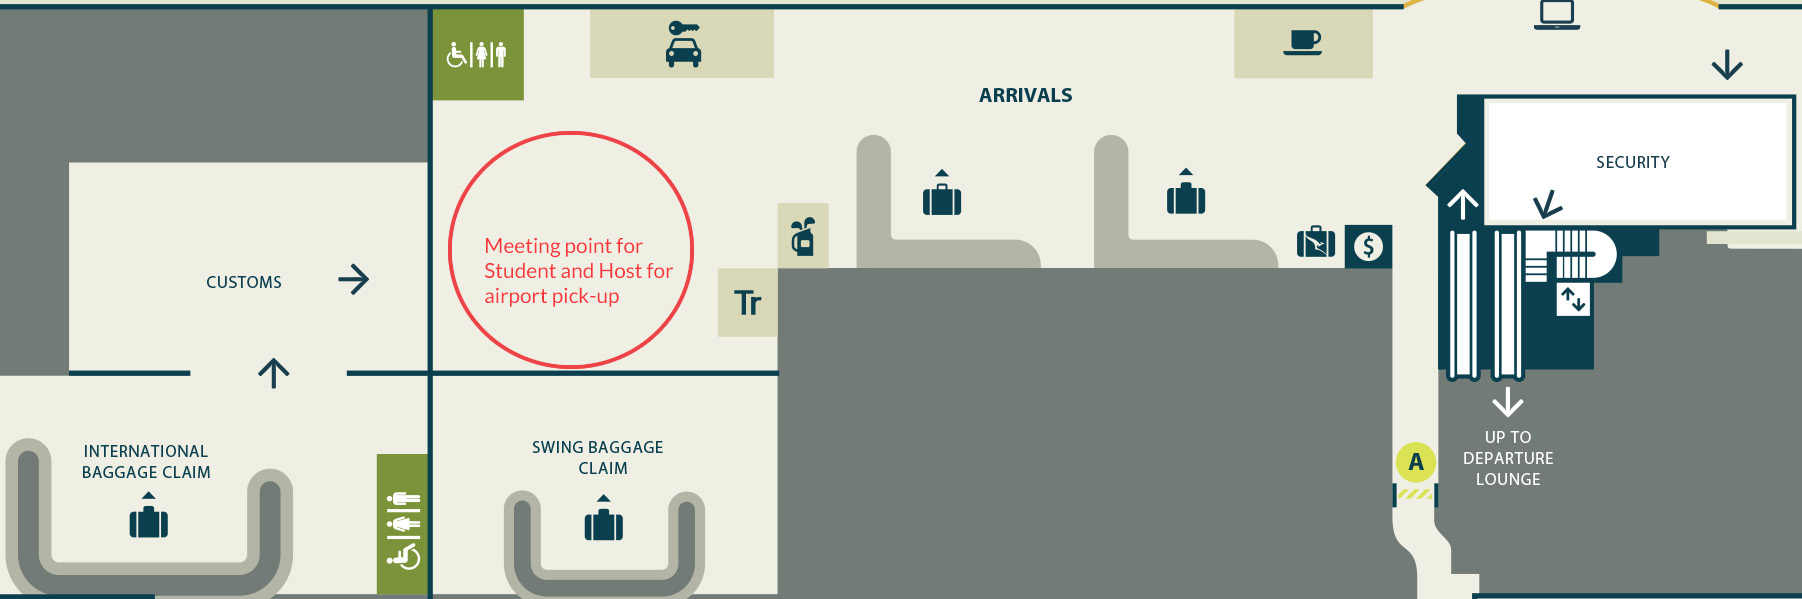 ARRIVALS
SECURITY
Meeting point for
Student and Host for
airport pick-up
CUSTOMS
$
Tr
INTERNATIONAL
BAGGAGE CLAIM
SWING BAGGAGE
CLAIM
A
UP TO
DEPARTURE
LOUNGE